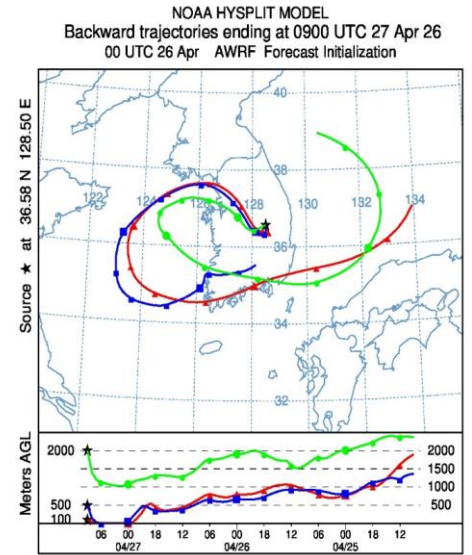 NOAA HYSPLIT MODEL
Backward trajectories ending at 0900 UTC 27 Apr 26
00 UTC 26 Apr AWRF Forecast Initialization
Source ★ at 36.58 N 128.50 E
40
38
122 124 126 128 130 132 134
36
34
32
Meters AGL
2000 2000
1500
1000
500 500
100
06 00 18 12 06 00 18 12 06 00 18 12
04/27 04/26 04/25